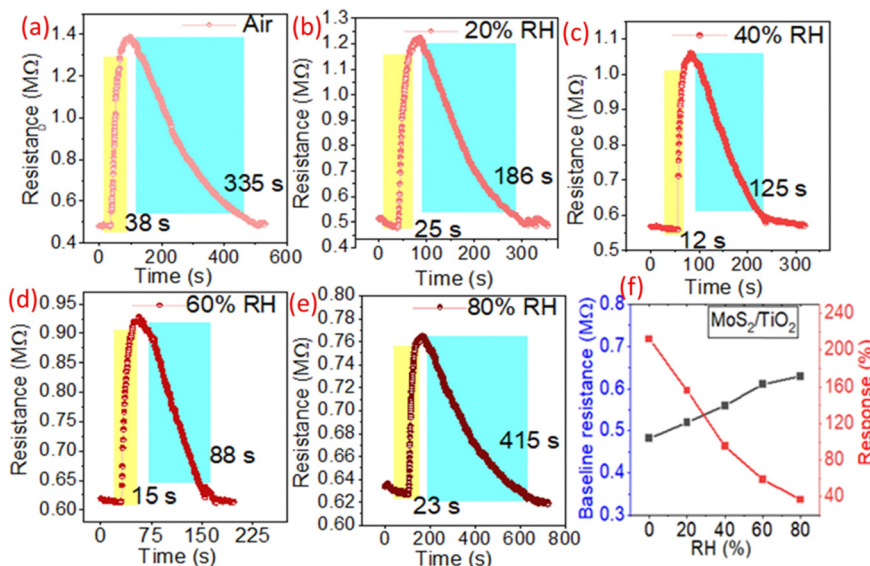 (a)
Air
Resistance (MΩ)
1.4
1.2
1.0
0.8
0.6
0.4
335 s
38 s
0
200
400
600
Time (s)
(b)
20% RH
Resistance (MΩ)
1.3
1.2
1.1
1.0
0.9
0.8
0.7
0.6
0.5
0.4
186 s
25 s
0
100
200
300
Time (s)
(c)
40% RH
Resistance (MΩ)
1.1
1.0
0.9
0.8
0.7
0.6
0.5
125 s
12 s
0
100
200
300
Time (s)
(d)
60% RH
Resistance (MΩ)
0.95
0.90
0.85
0.80
0.75
0.70
0.65
0.60
88 s
15 s
0
75
150
225
Time (s)
(e)
80% RH
Resistance (MΩ)
0.80
0.78
0.76
0.74
0.72
0.70
0.68
0.66
0.64
0.62
0.60
415 s
23 s
0
200
400
600
800
Time (s)
(f)
MoS₂/TiO₂
Baseline resistance (MΩ)
0.8
0.7
0.6
0.5
0.4
0.3
0
20
40
60
80
RH (%)
240
200
160
120
80
40
Response (%)